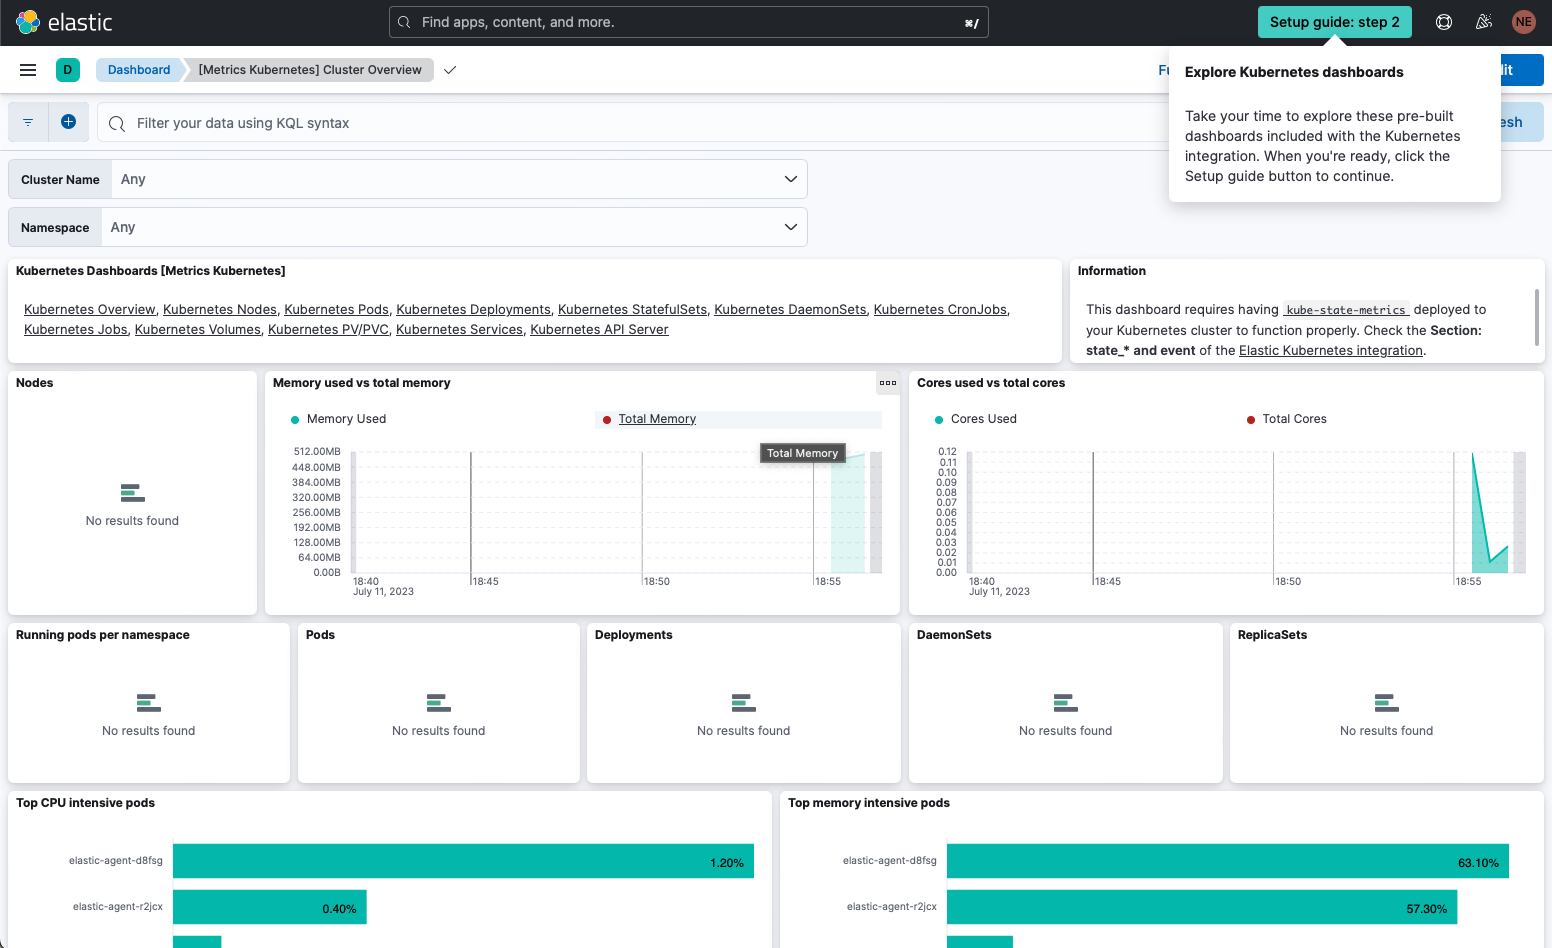 elastic
Find apps, content, and more.
⌘/
Setup guide: step 2
NE
D
Dashboard
[Metrics Kubernetes] Cluster Overview
Explore Kubernetes dashboards
Take your time to explore these pre-built
dashboards included with the Kubernetes
integration. When you're ready, click the
Setup guide button to continue.
Filter your data using KQL syntax
Cluster Name
Any
Namespace
Any
Kubernetes Dashboards [Metrics Kubernetes]
Kubernetes Overview, Kubernetes Nodes, Kubernetes Pods, Kubernetes Deployments, Kubernetes StatefulSets, Kubernetes DaemonSets, Kubernetes CronJobs,
Kubernetes Jobs, Kubernetes Volumes, Kubernetes PV/PVC, Kubernetes Services, Kubernetes API Server
Information
This dashboard requires having kube-state-metrics deployed to
your Kubernetes cluster to function properly. Check the Section:
state_* and event of the Elastic Kubernetes integration.
Nodes
No results found
Memory used vs total memory
Memory Used
Total Memory
Total Memory
512.00MB
448.00MB
384.00MB
320.00MB
256.00MB
192.00MB
128.00MB
64.00MB
0.00B
18:40
18:45
18:50
18:55
July 11, 2023
Cores used vs total cores
Cores Used
Total Cores
0.12
0.11
0.10
0.09
0.08
0.07
0.06
0.05
0.04
0.03
0.02
0.01
0.00
18:40
18:45
18:50
18:55
July 11, 2023
Running pods per namespace
No results found
Pods
No results found
Deployments
No results found
DaemonSets
No results found
ReplicaSets
No results found
Top CPU intensive pods
elastic-agent-d8fsg
1.20%
elastic-agent-r2jcx
0.40%
Top memory intensive pods
elastic-agent-d8fsg
63.10%
elastic-agent-r2jcx
57.30%